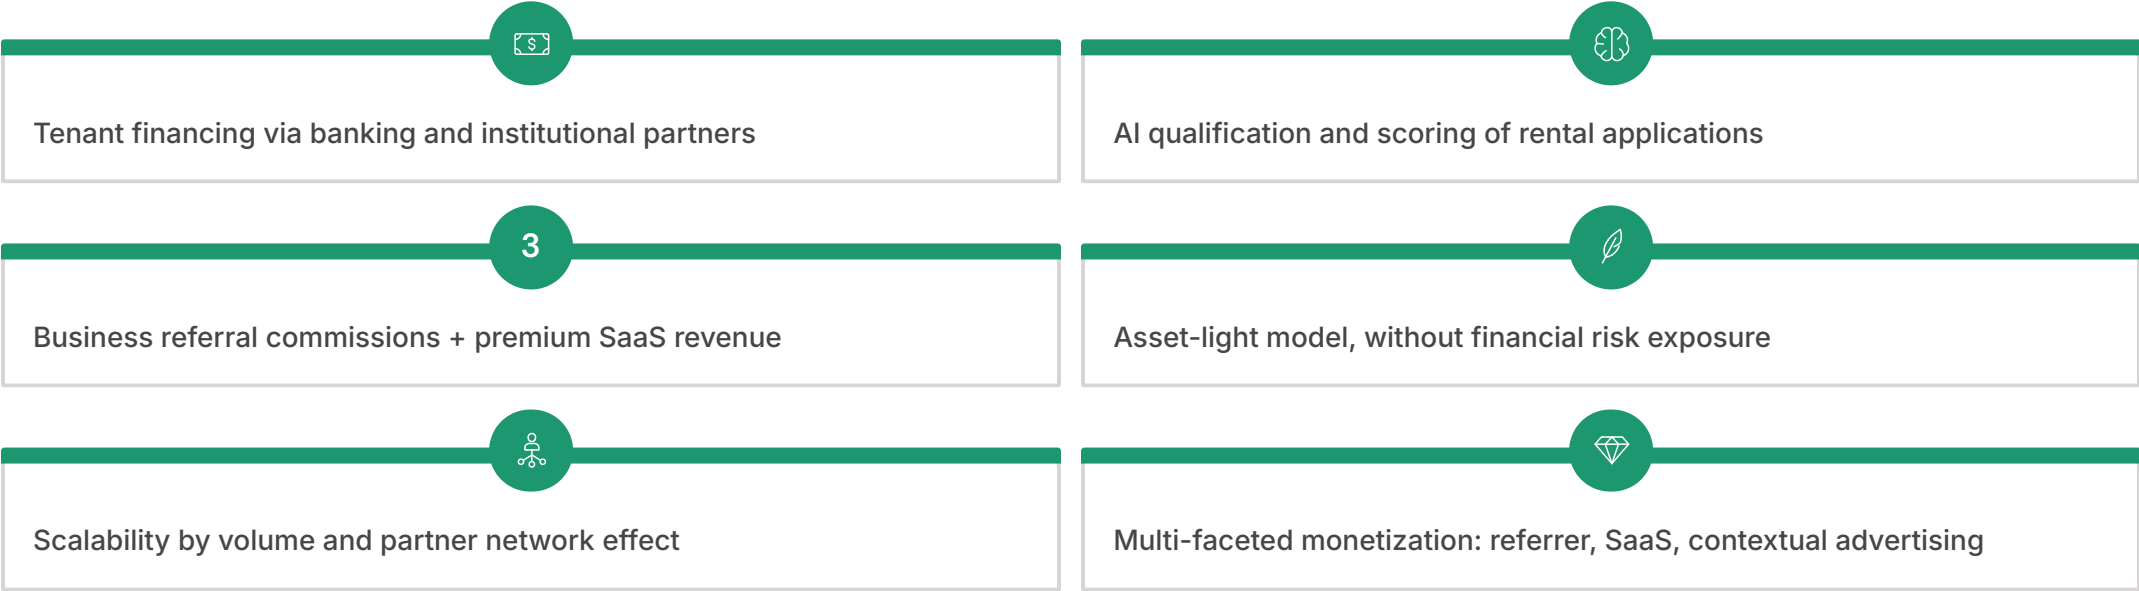 Tenant financing via banking and institutional partners
AI qualification and scoring of rental applications
3
Business referral commissions + premium SaaS revenue
Asset-light model, without financial risk exposure
Scalability by volume and partner network effect
Multi-faceted monetization: referrer, SaaS, contextual advertising